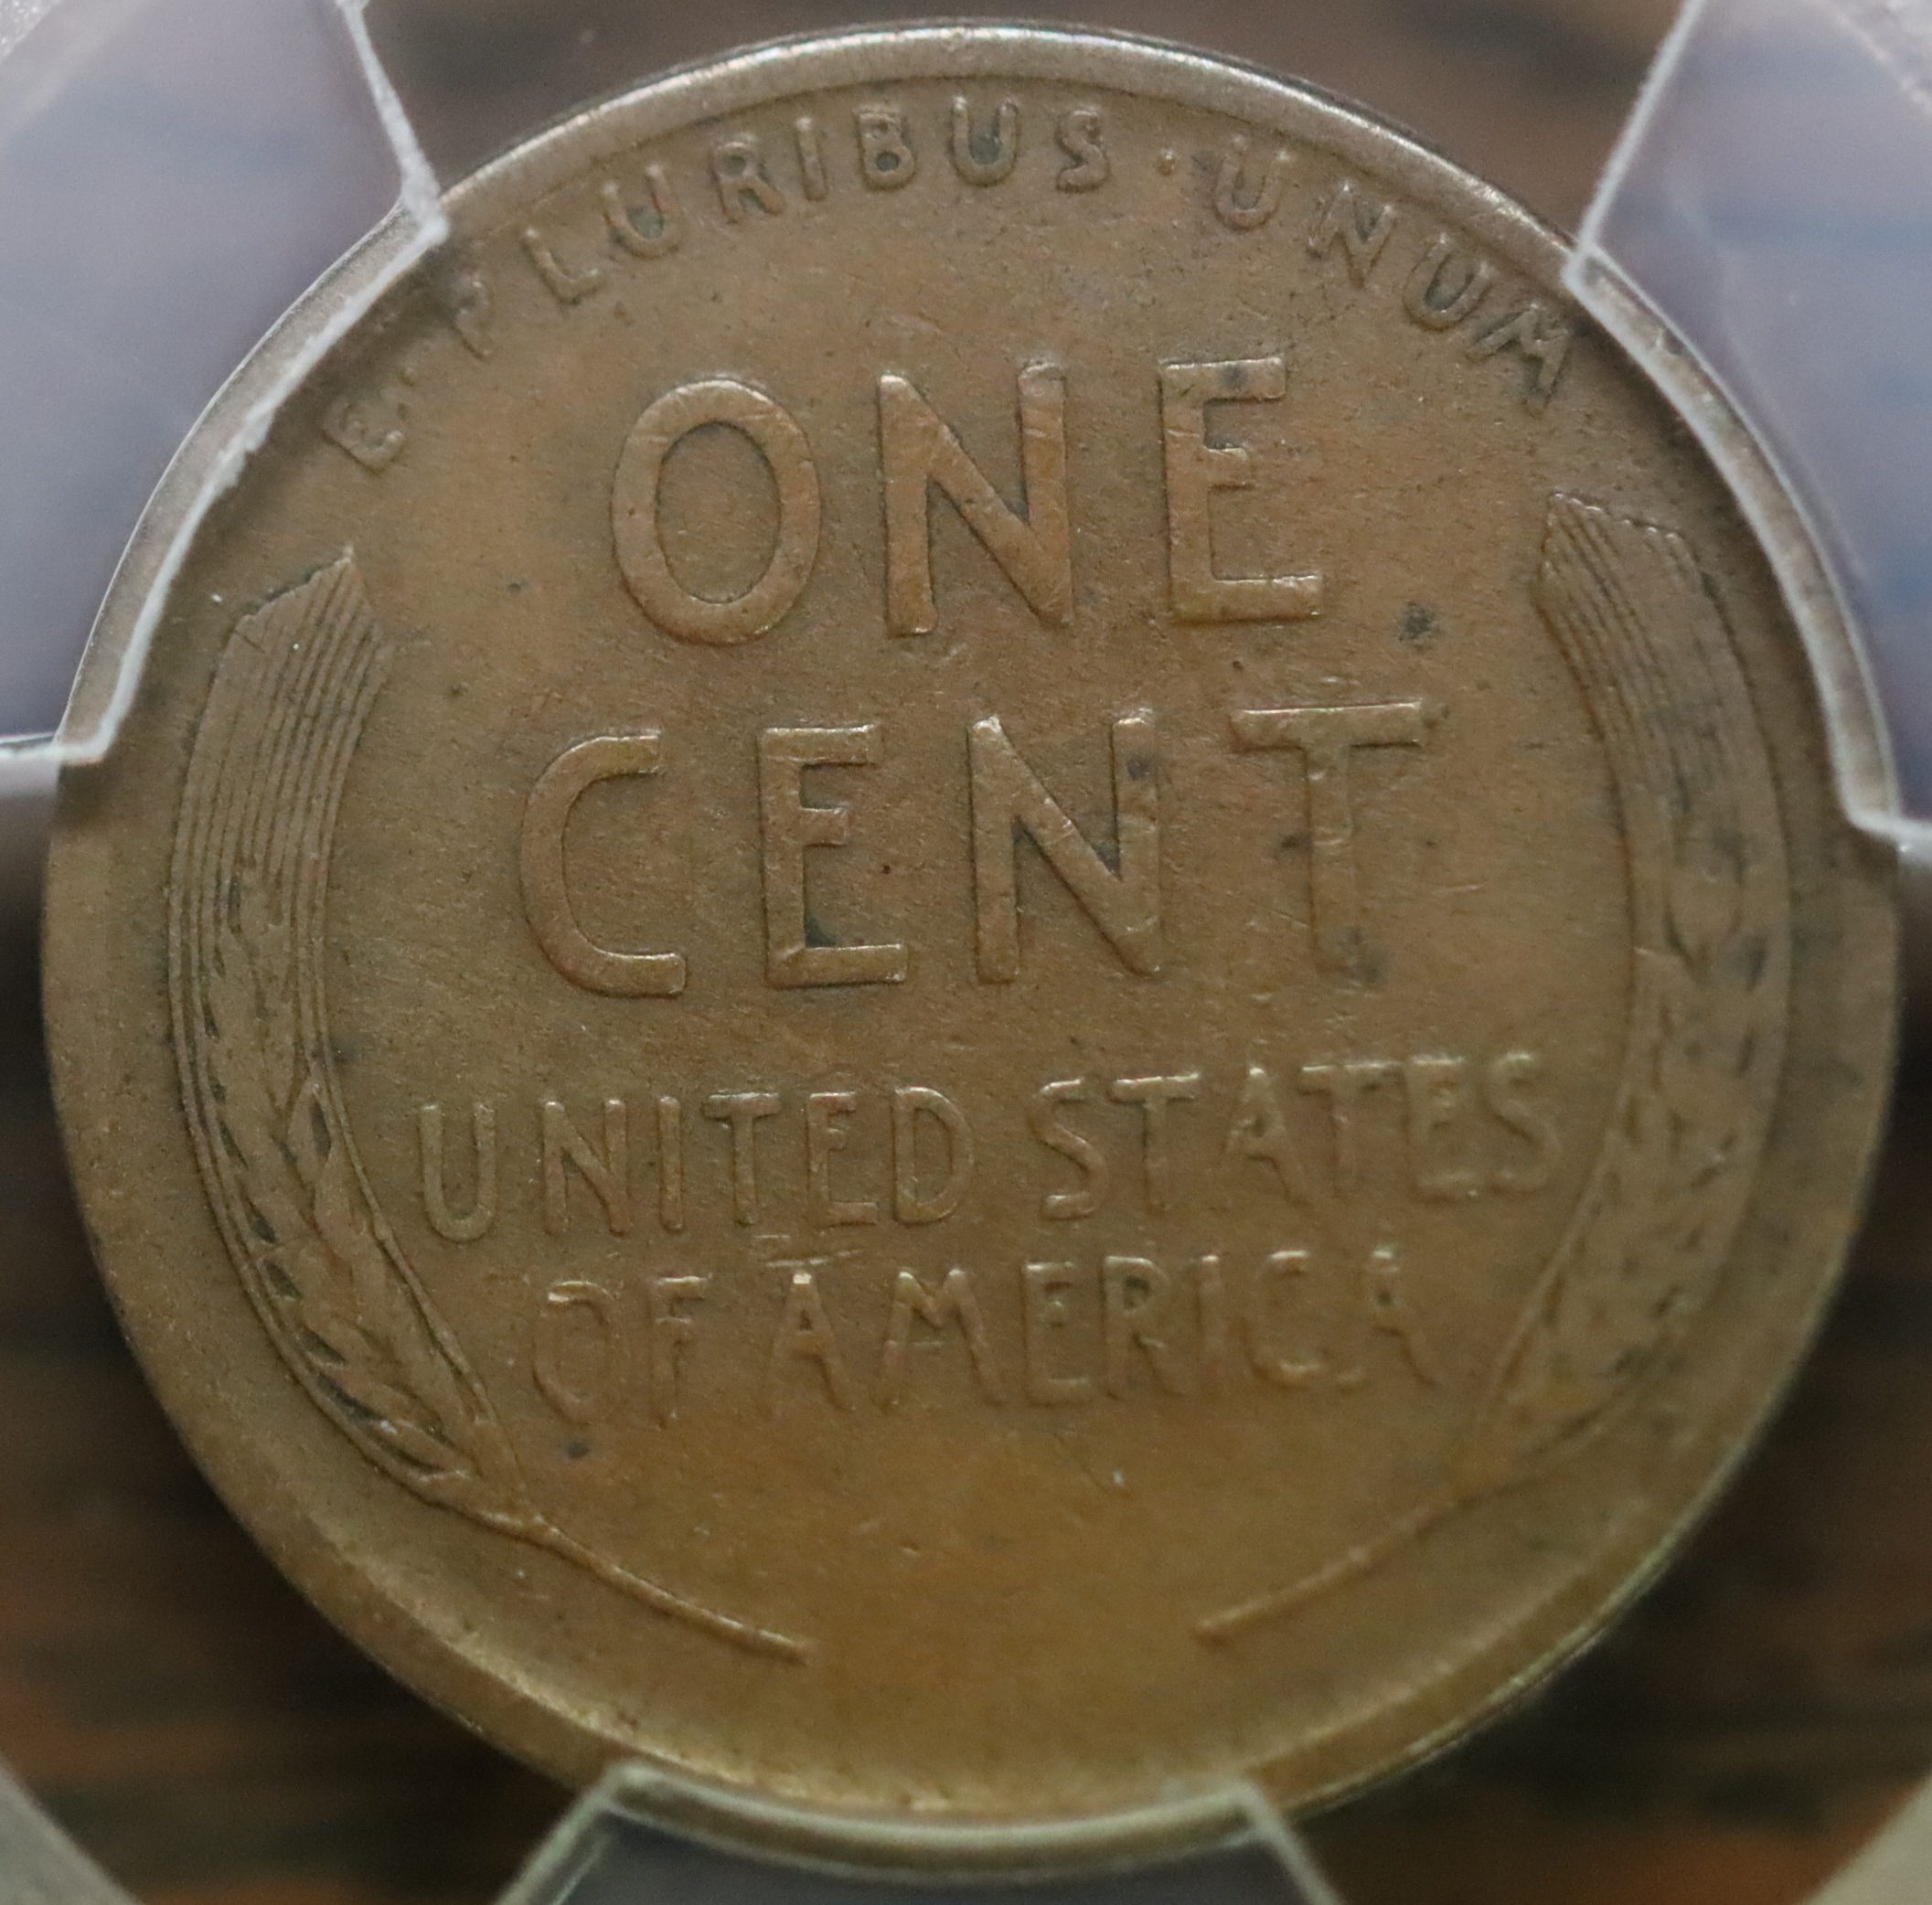 E · PLURIBUS · UNUM
ONE
CENT
UNITED STATES
OF AMERICA